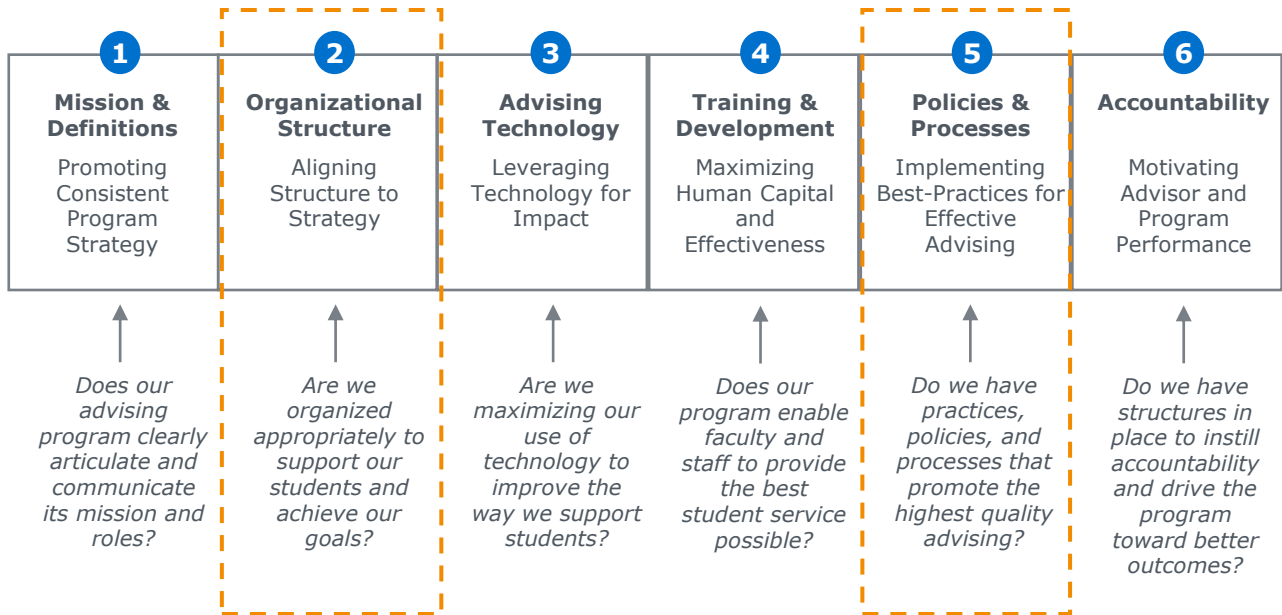 1
Mission &
Definitions
Promoting
Consistent
Program
Strategy
Does our
advising
program clearly
articulate and
communicate
its mission and
roles?
2
Organizational
Structure
Aligning
Structure to
Strategy
Are we
organized
appropriately to
support our
students and
achieve our
goals?
3
Advising
Technology
Leveraging
Technology for
Impact
Are we
maximizing our
use of
technology to
improve the
way we support
students?
4
Training &
Development
Maximizing
Human Capital
and
Effectiveness
Does our
program enable
faculty and
staff to provide
the best
student service
possible?
5
Policies &
Processes
Implementing
Best-Practices for
Effective
Advising
Do we have
practices,
policies, and
processes that
promote the
highest quality
advising?
6
Accountability
Motivating
Advisor and
Program
Performance
Do we have
structures in
place to instill
accountability
and drive the
program
toward better
outcomes?